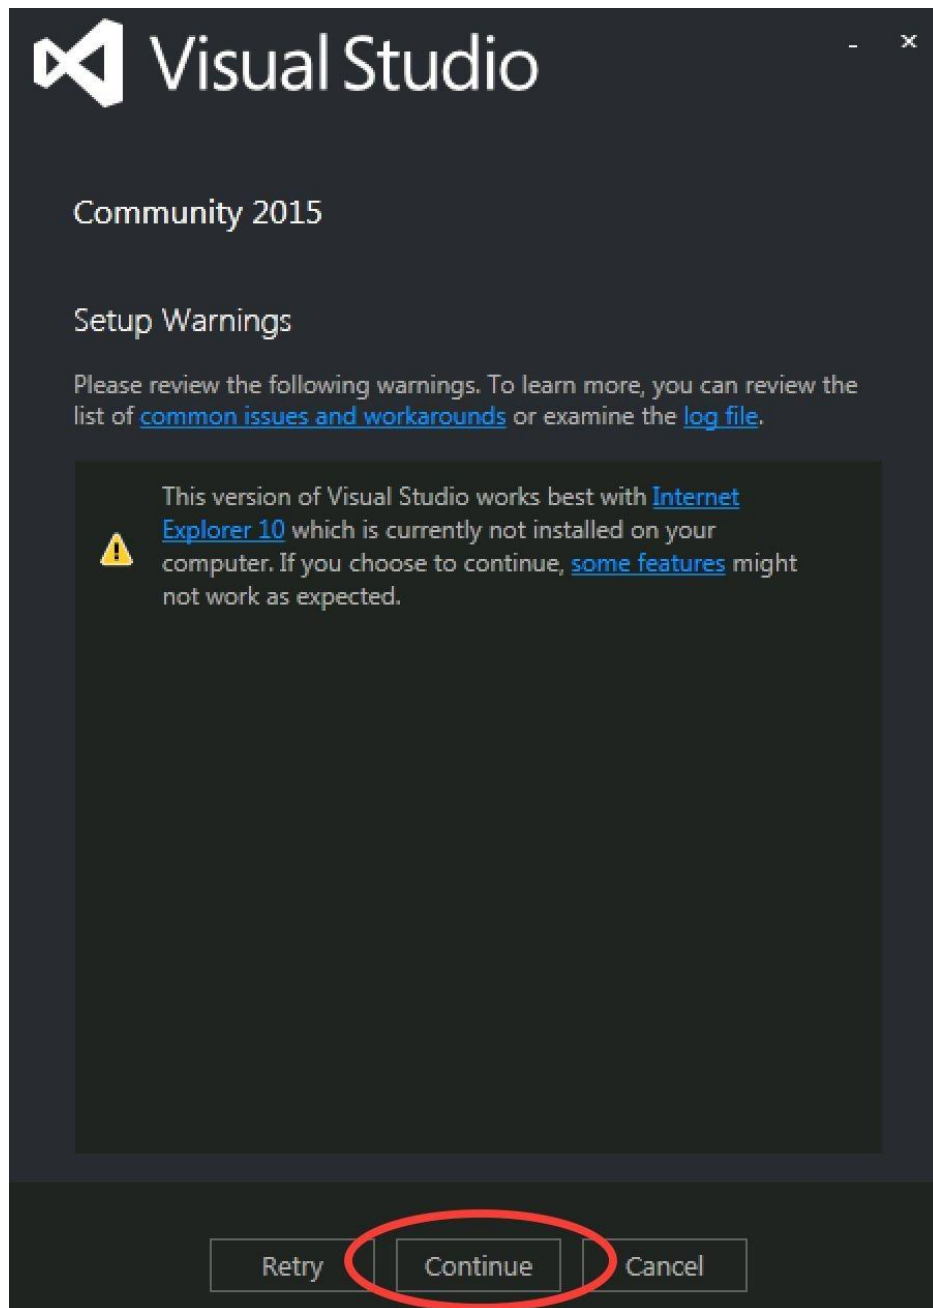 Visual Studio
Community 2015
Setup Warnings
Please review the following warnings. To learn more, you can review the
list of common issues and workarounds or examine the log file.
This version of Visual Studio works best with Internet
Explorer 10 which is currently not installed on your
computer. If you choose to continue, some features might
not work as expected.
Retry Continue Cancel